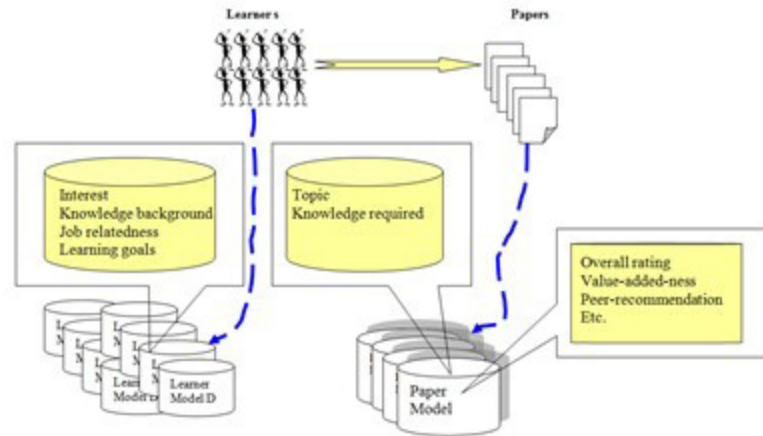 Learners
Papers
Interest
Knowledge background
Job relatedness
Learning goals
Topic
Knowledge required
Overall rating
Value-added-ness
Peer-recommendation
Etc.
Learner
Model D
Paper
Model